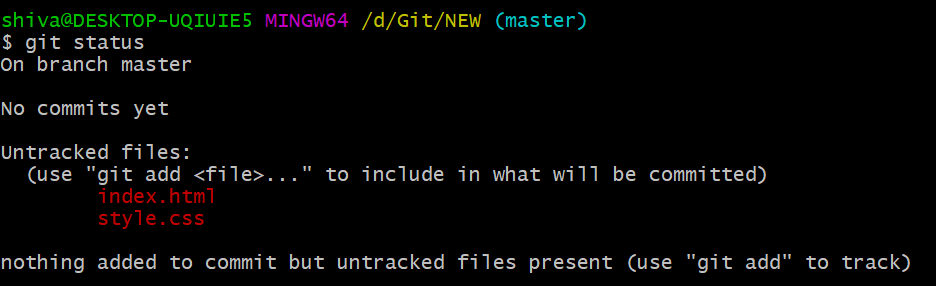 shiva@DESKTOP-UQIUIE5 MINGW64 /d/Git/NEW (master)
$ git status
On branch master
No commits yet
Untracked files:
  (use "git add <file>..." to include in what will be committed)
        index.html
        style.css
nothing added to commit but untracked files present (use "git add" to track)